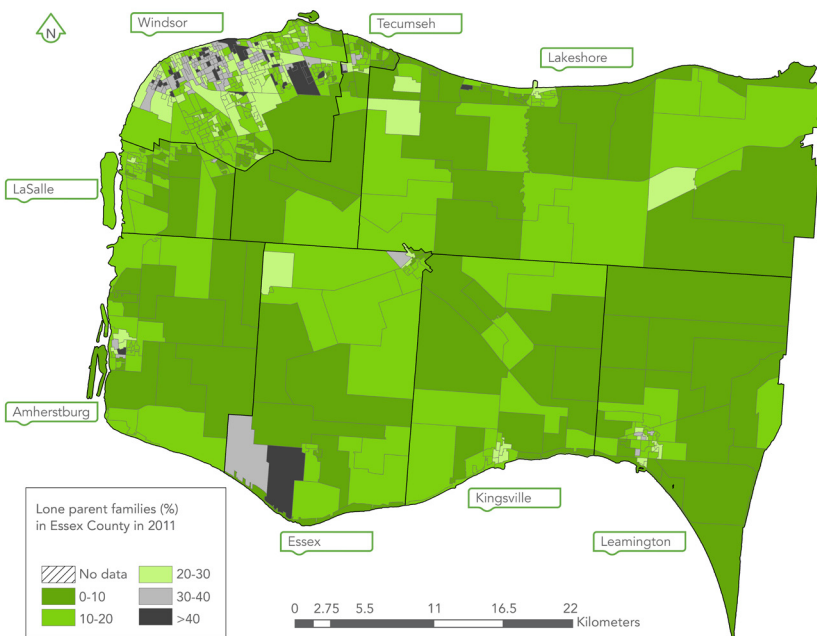 N
Windsor
Tecumseh
Lakeshore
LaSalle
Amherstburg
Kingsville
Essex
Leamington
Lone parent families (%)
in Essex County in 2011
No data
0-10
10-20
20-30
30-40
>40
0 2.75 5.5 11 16.5 22
Kilometers